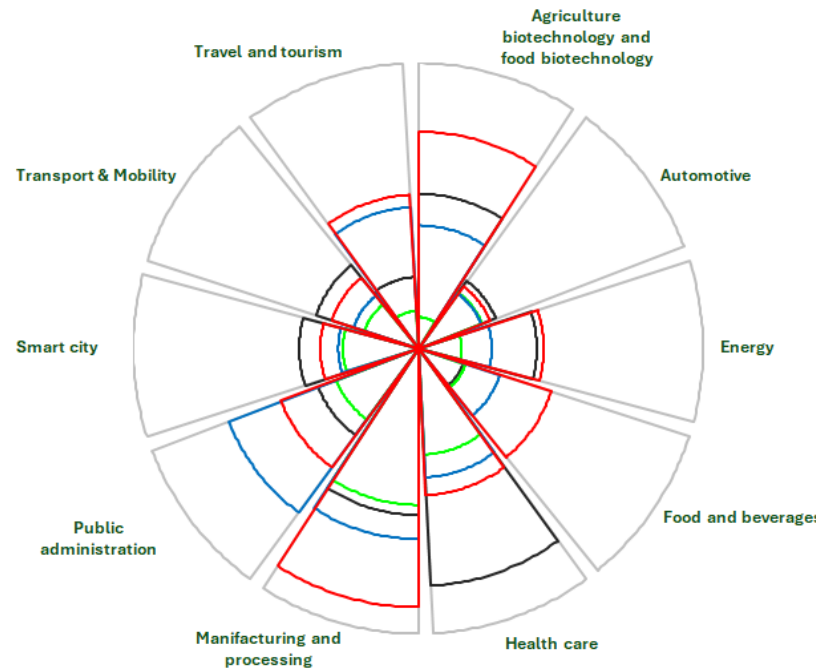 Agriculture
biotechnology and
food biotechnology
Travel and tourism
Transport & Mobility
Automotive
Smart city
Energy
Public
administration
Food and beverages
Manifacturing and
processing
Health care